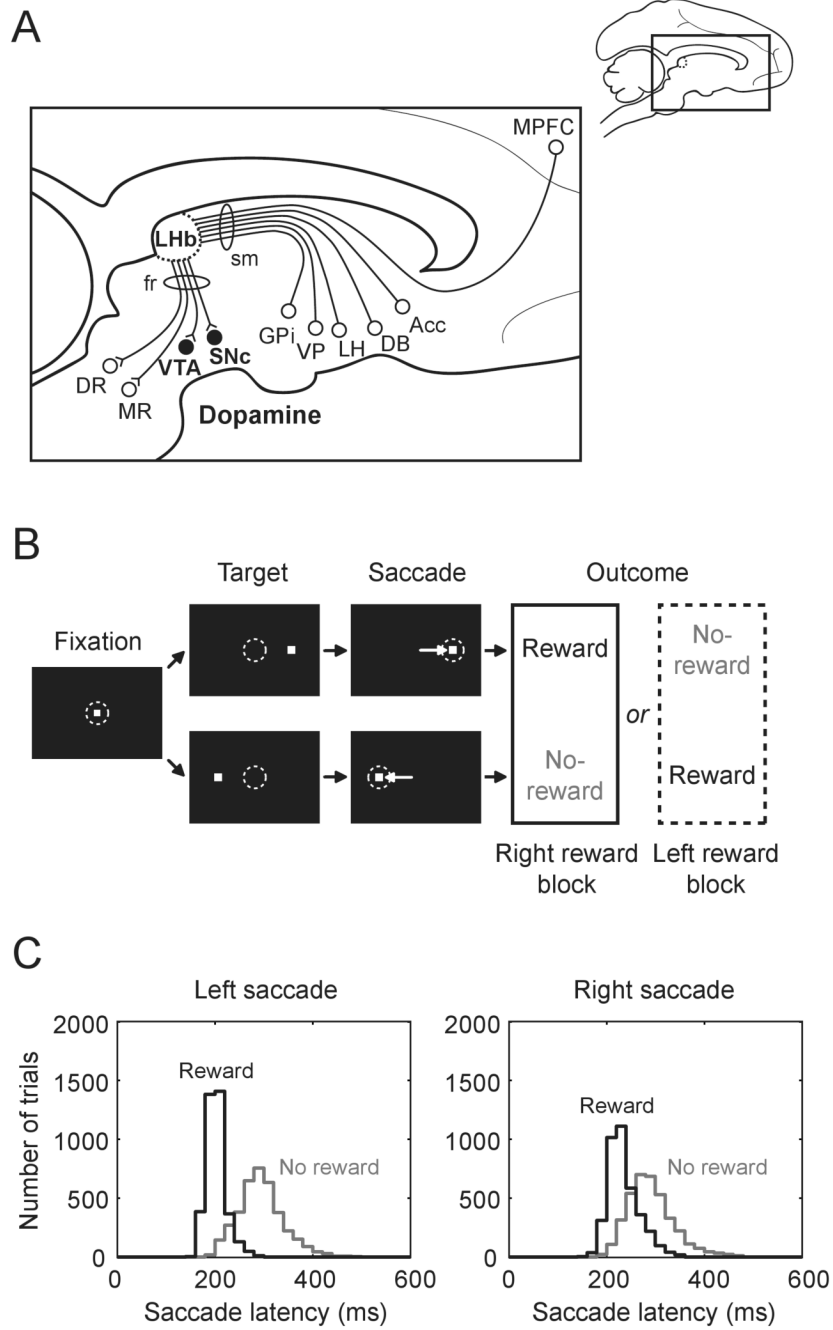 A
MPFC
LHb
sm
fr
GPi
VP
LH
DB
Acc
VTA
SNc
DR
MR
Dopamine
B
Target
Saccade
Outcome
Fixation
Reward
No-
reward
or
No-
reward
Reward
Right reward
block
Left reward
block
C
Left saccade
Right saccade
2000
1500
1000
500
0
Number of trials
Reward
No reward
0
200
400
600
Saccade latency (ms)
2000
1500
1000
500
0
Reward
No reward
0
200
400
600
Saccade latency (ms)